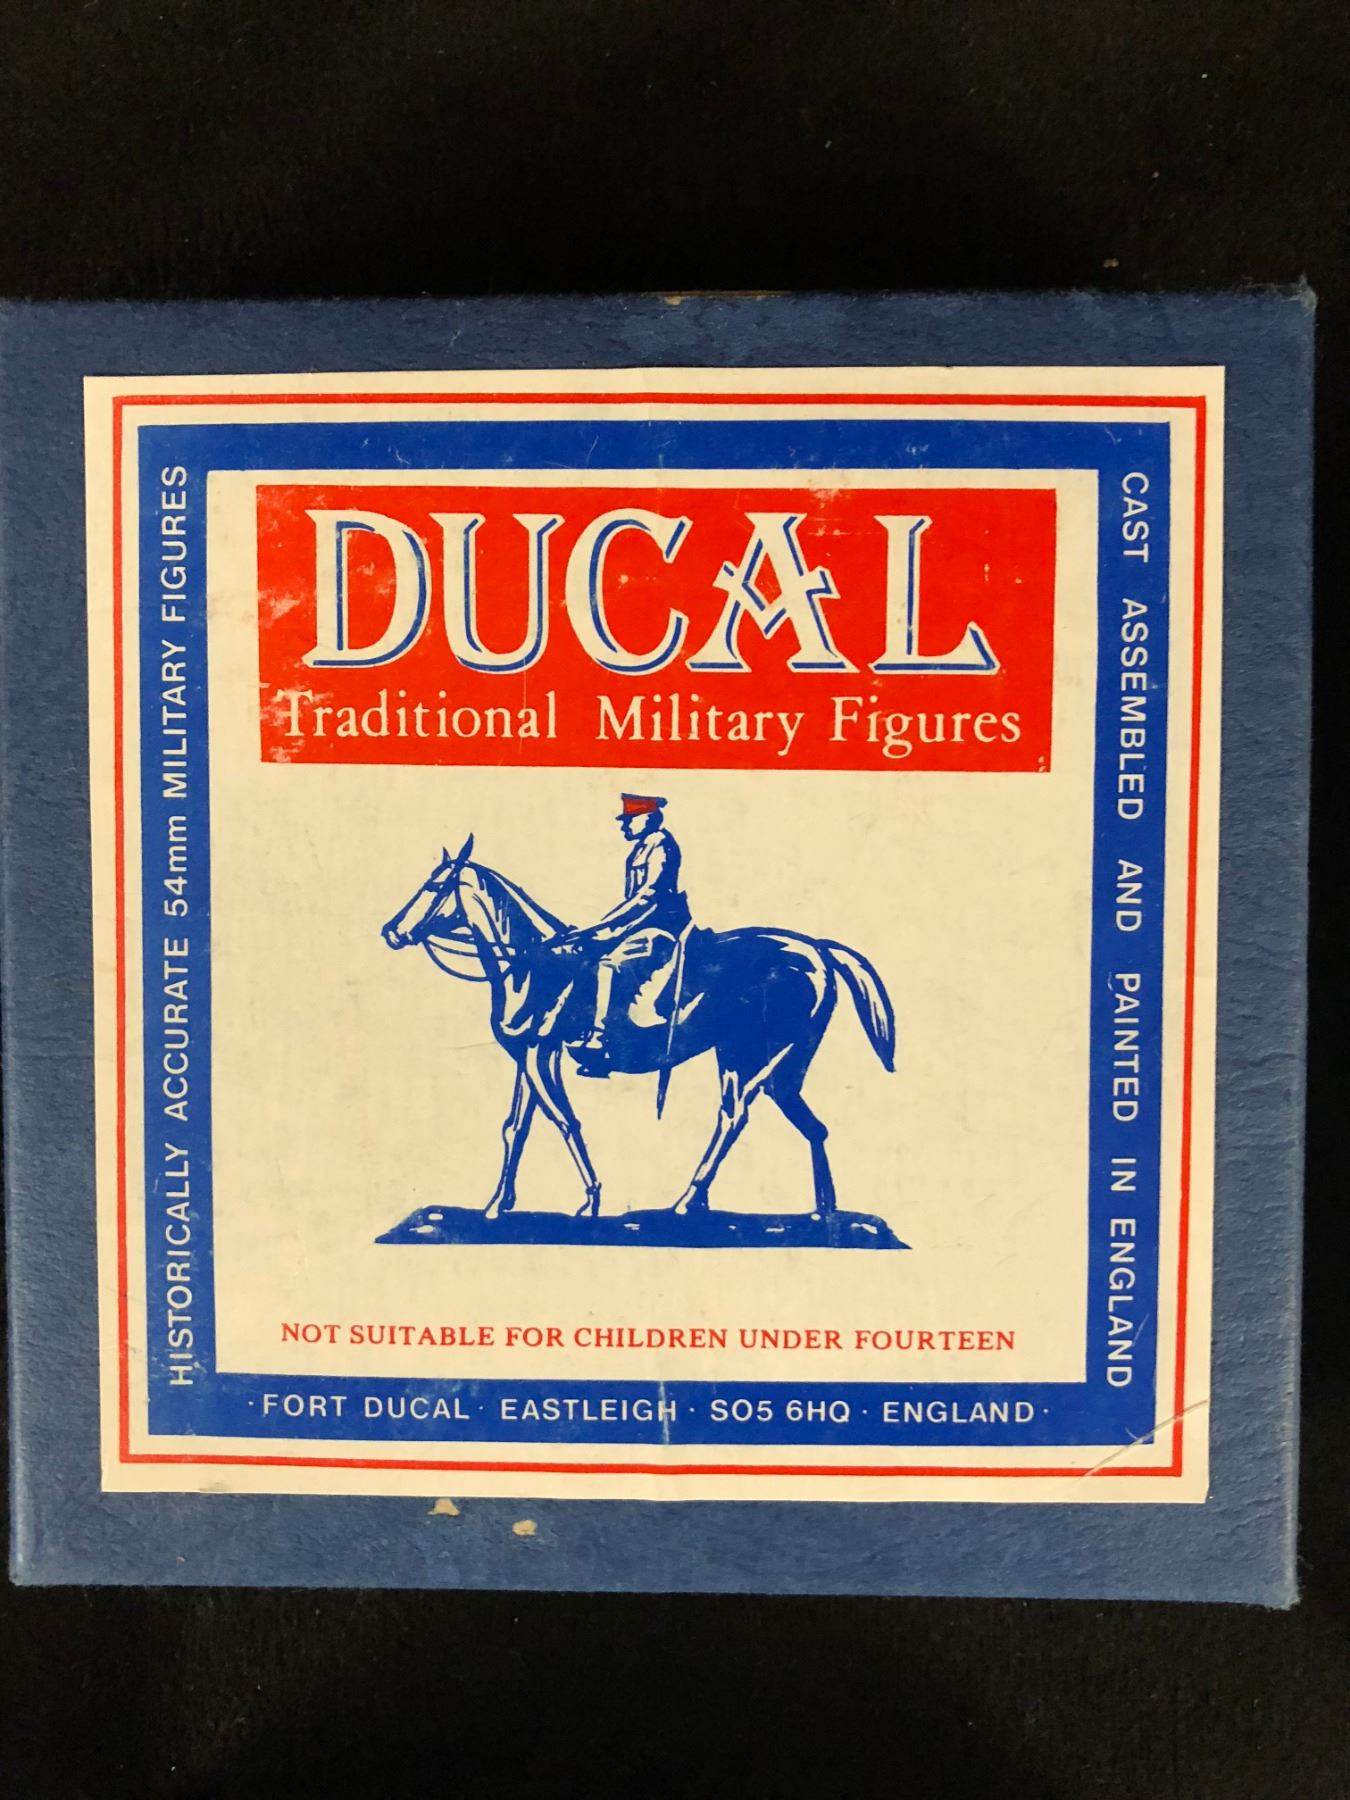 DUCAL
Traditional Military Figures
HISTORICALLY ACCURATE 54mm MILITARY FIGURES
CAST ASSEMBLED AND PAINTED IN ENGLAND
NOT SUITABLE FOR CHILDREN UNDER FOURTEEN
· FORT DUCAL · EASTLEIGH · SO5 6HQ · ENGLAND ·